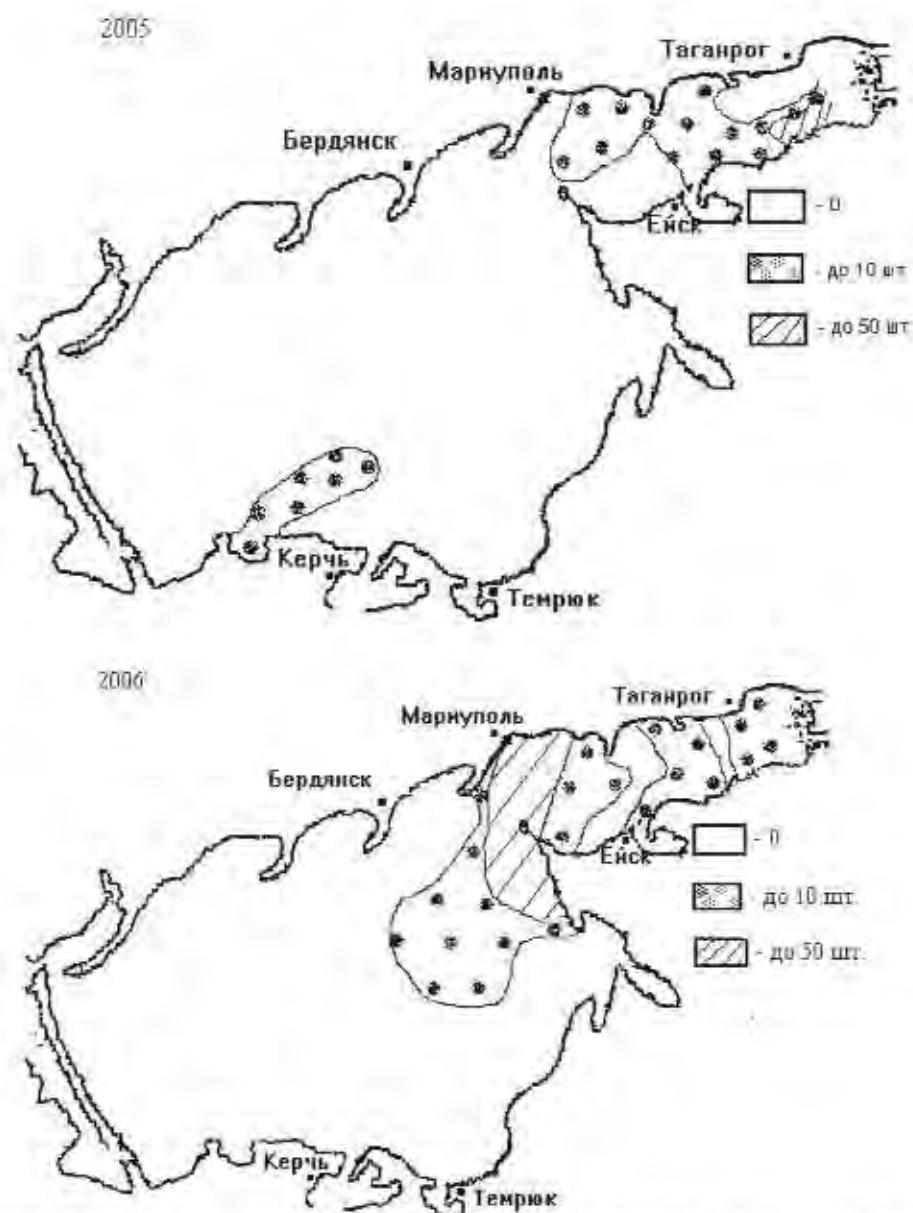 2005
Таганрог
Мариуполь
Бердянск
Ейск
- 0
- до 10 шт
- до 50 шт
Керчь
Темрюк
2006
Таганрог
Мариуполь
Бердянск
Ейск
- 0
- до 10 шт.
- до 50 шт.
Керчь
Темрюк